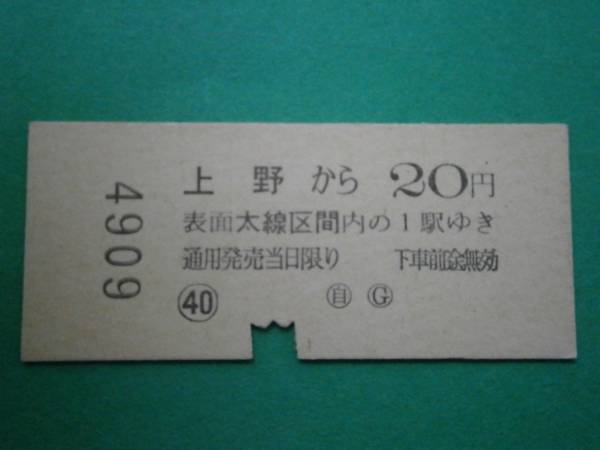 4909
上野から 20円
表面太線区間内の1駅ゆき
通用発売当日限り 下車前途無効
㊵ 自 Ⓖ